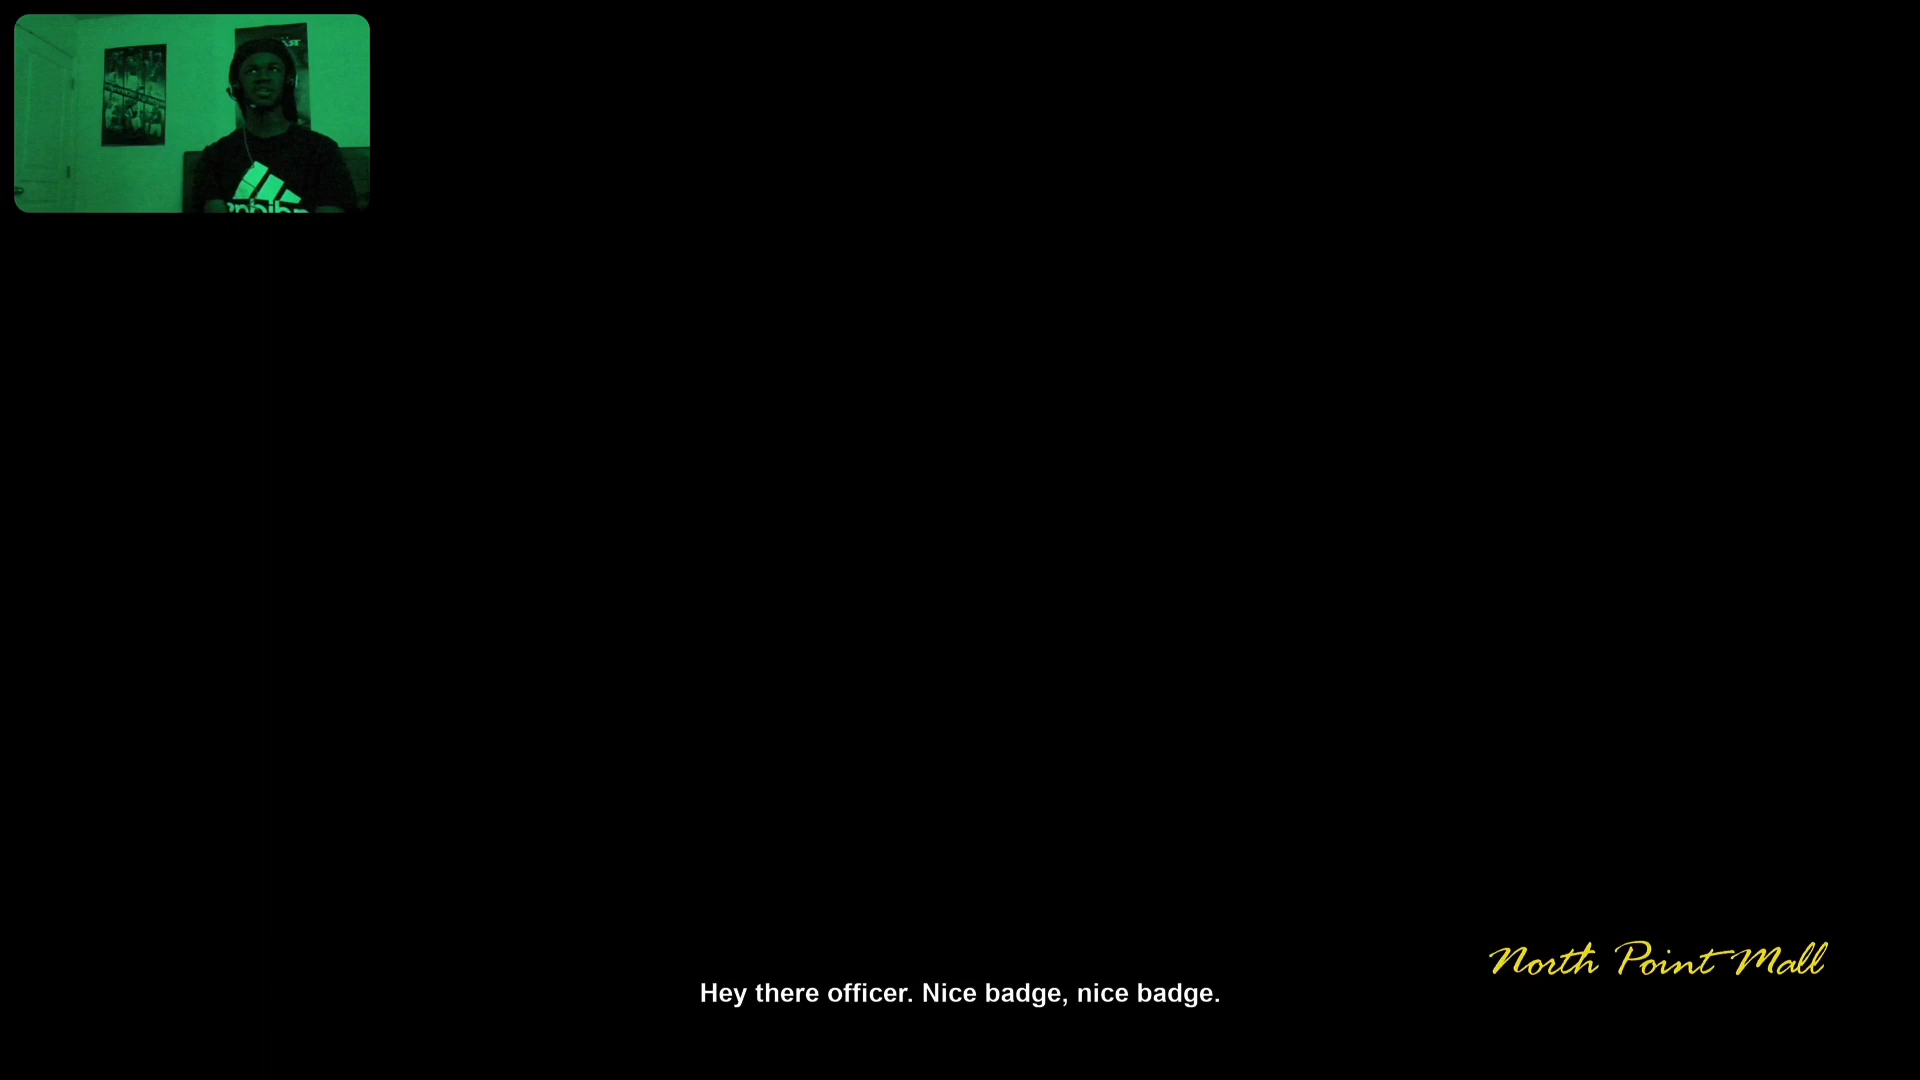 North Point Mall
Hey there officer. Nice badge, nice badge.